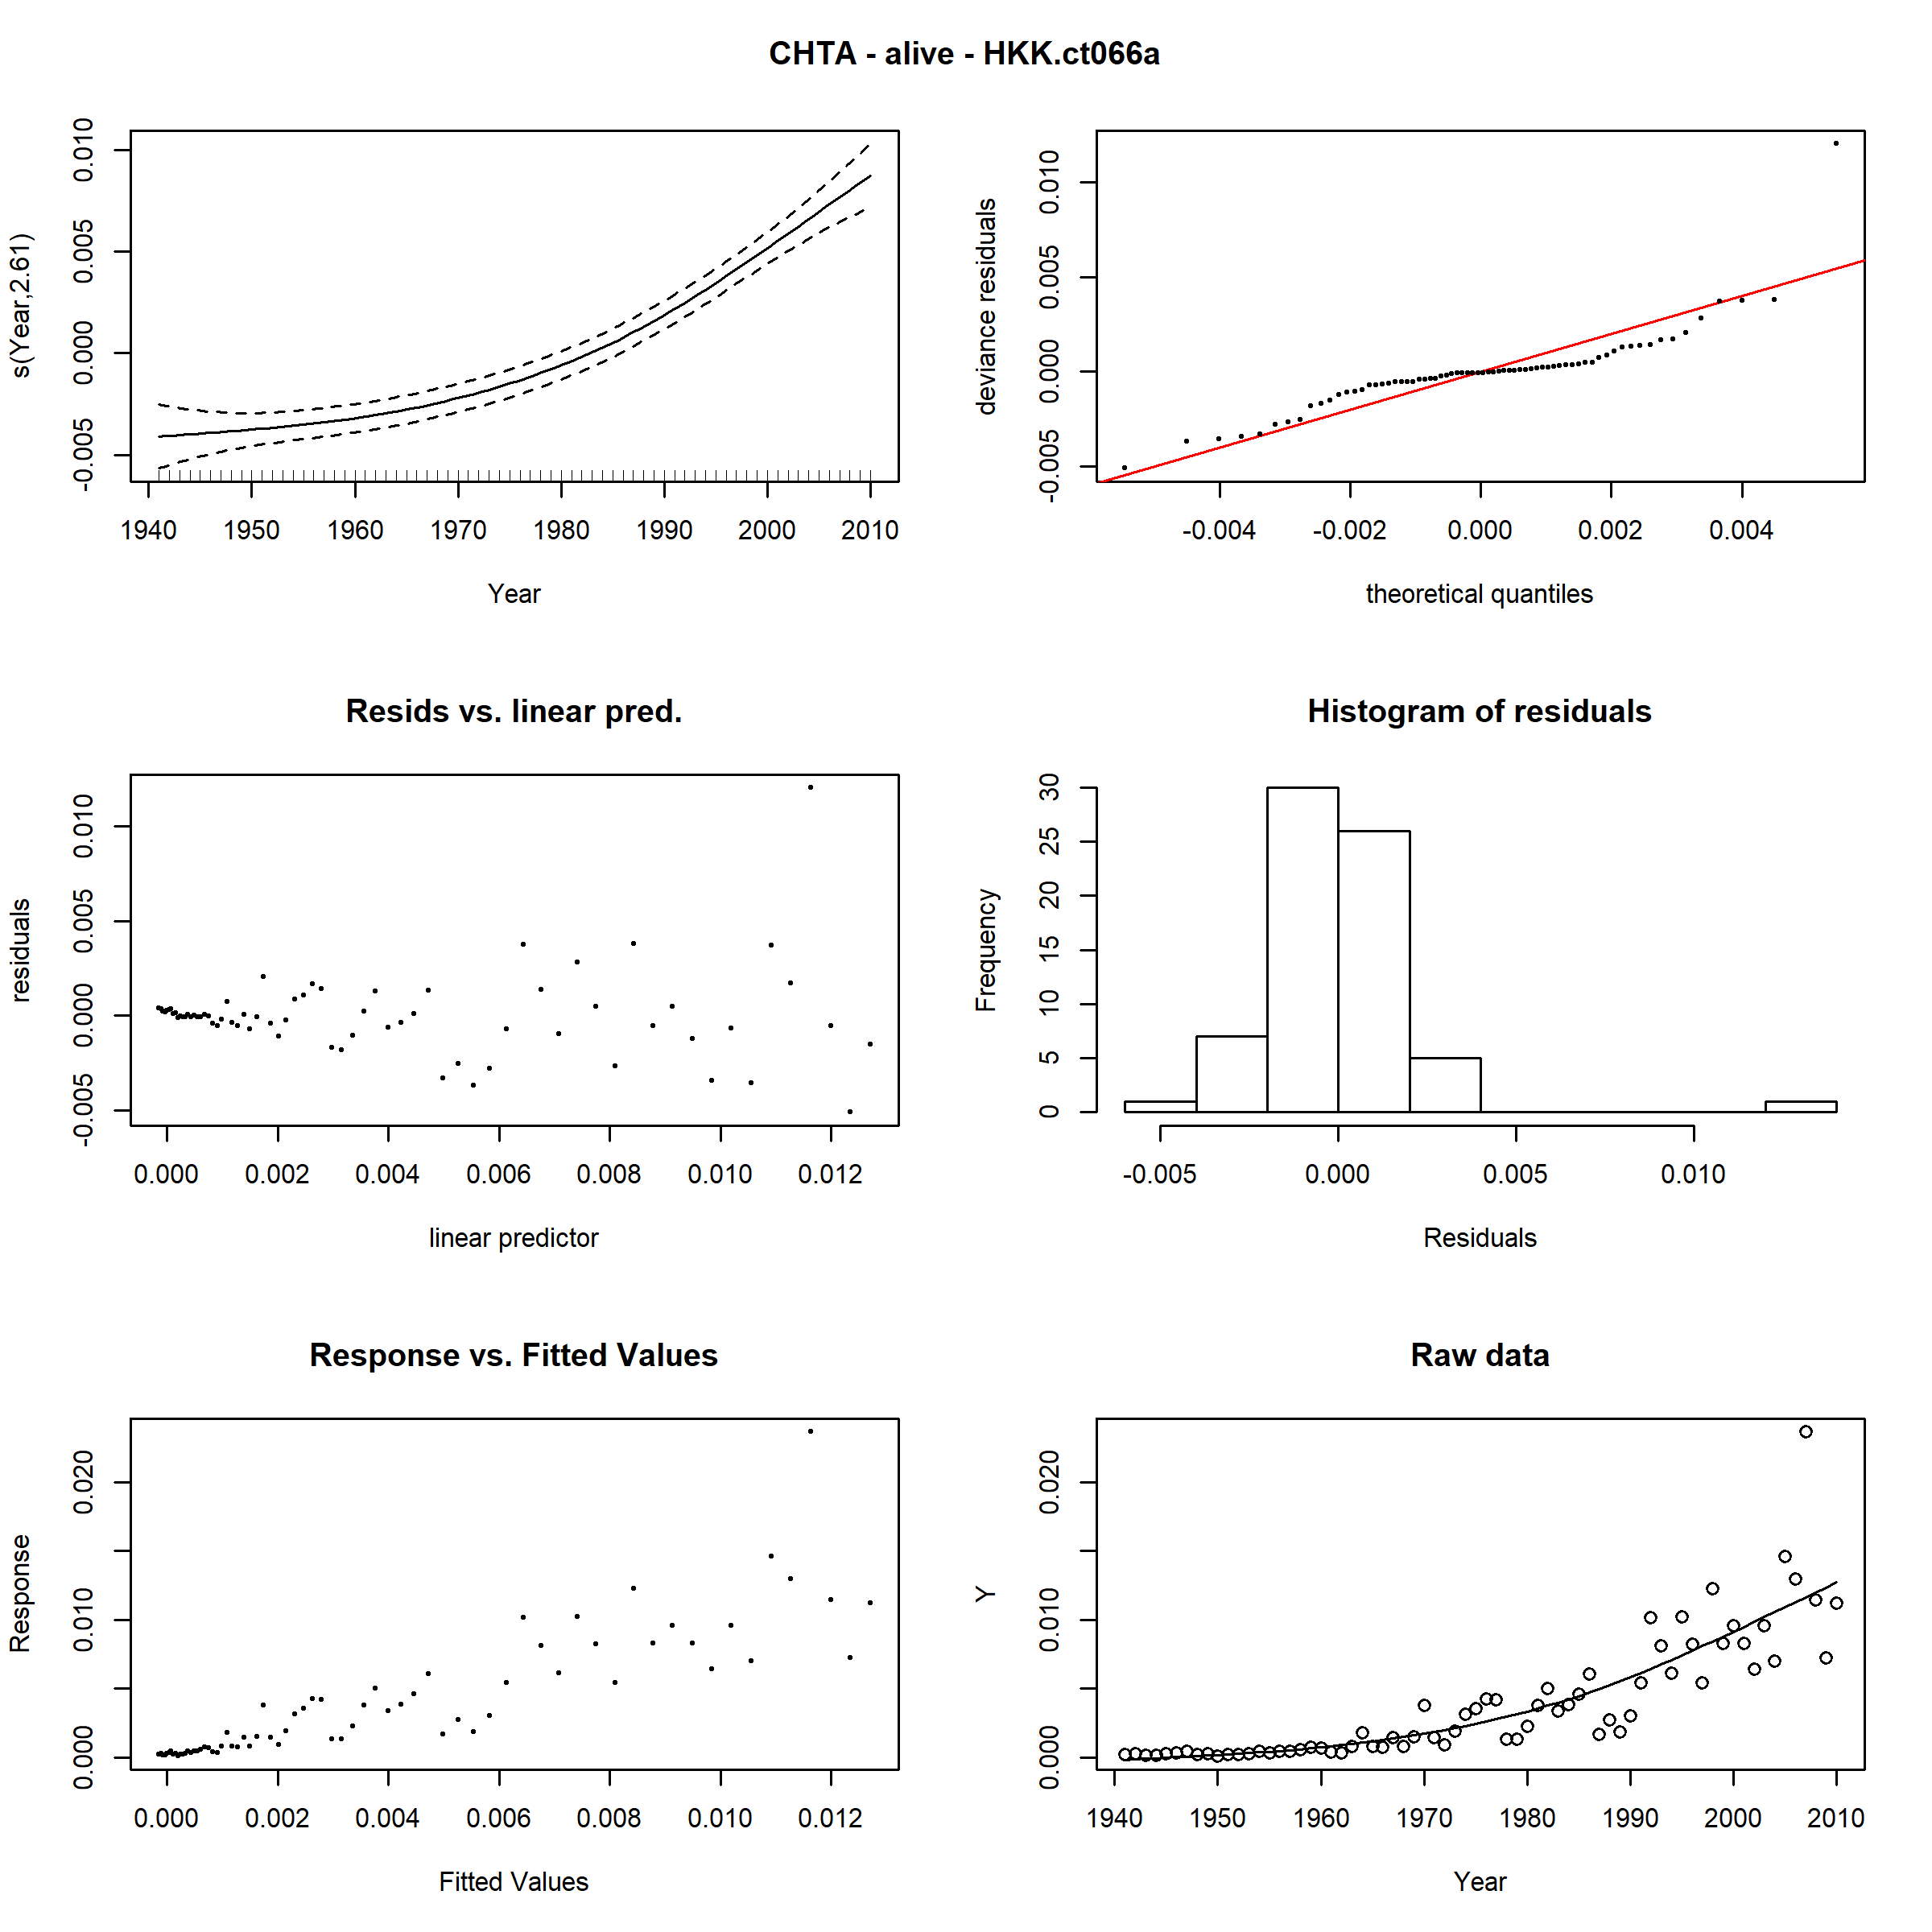 CHTA - alive - HKK.ct066a
s(Year,2.61)
-0.005 0.000 0.005 0.010
1940 1950 1960 1970 1980 1990 2000 2010
Year
deviance residuals
-0.005 0.000 0.005 0.010
-0.004 -0.002 0.000 0.002 0.004
theoretical quantiles
Resids vs. linear pred.
residuals
-0.005 0.000 0.005 0.010
0.000 0.002 0.004 0.006 0.008 0.010 0.012
linear predictor
Histogram of residuals
Frequency
0 5 10 15 20 25 30
-0.005 0.000 0.005 0.010
Residuals
Response vs. Fitted Values
Response
0.000 0.010 0.020
0.000 0.002 0.004 0.006 0.008 0.010 0.012
Fitted Values
Raw data
Y
0.000 0.010 0.020
1940 1950 1960 1970 1980 1990 2000 2010
Year